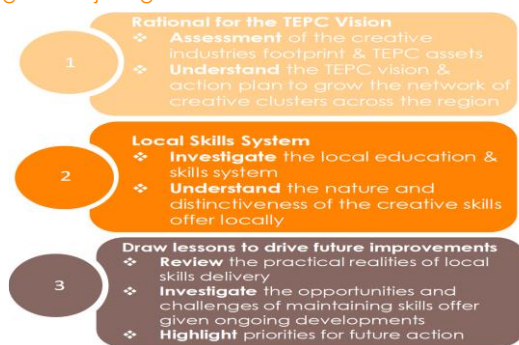 1
Rational for the TEPC Vision
❖ Assessment of the creative
industries footprint & TEPC assets
❖ Understand the TEPC vision &
action plan to grow the network of
creative clusters across the region
2
Local Skills System
❖ Investigate the local education &
skills system
❖ Understand the nature and
distinctiveness of the creative skills
offer locally
3
Draw lessons to drive future improvements
❖ Review the practical realities of local
skills delivery
❖ Investigate the opportunities and
challenges of maintaining skills offer
given ongoing developments
❖ Highlight priorities for future action